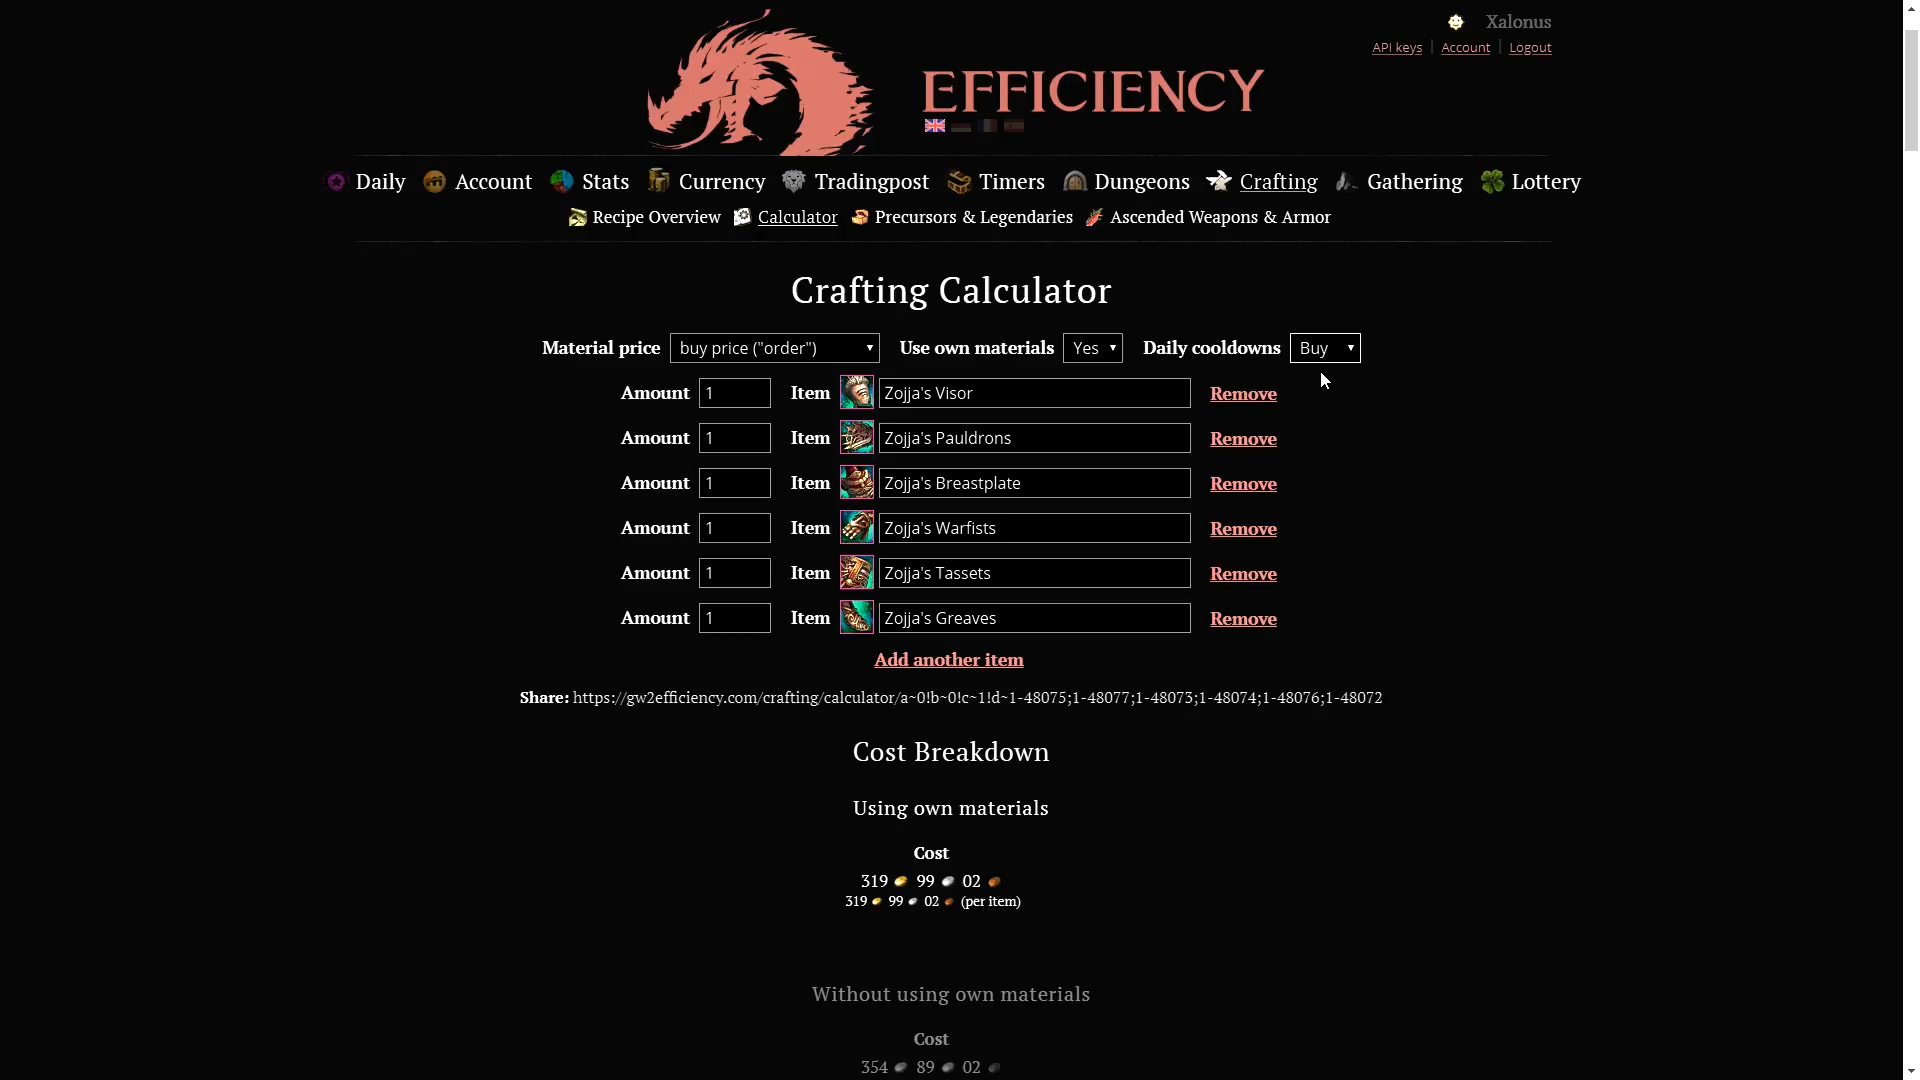 Xalonus
API keys | Account | Logout
EFFICIENCY
Daily Account Stats Currency Tradingpost Timers Dungeons Crafting Gathering Lottery
Recipe Overview Calculator Precursors & Legendaries Ascended Weapons & Armor
Crafting Calculator
Material price buy price ("order") Use own materials Yes Daily cooldowns Buy
Amount 1 Item Zojja's Visor Remove
Amount 1 Item Zojja's Pauldrons Remove
Amount 1 Item Zojja's Breastplate Remove
Amount 1 Item Zojja's Warfists Remove
Amount 1 Item Zojja's Tassets Remove
Amount 1 Item Zojja's Greaves Remove
Add another item
Share: https://gw2efficiency.com/crafting/calculator/a~0!b~0!c~1!d~1-48075;1-48077;1-48073;1-48074;1-48076;1-48072
Cost Breakdown
Using own materials
Cost
319 99 02
319 99 02 (per item)
Without using own materials
Cost
354 89 02